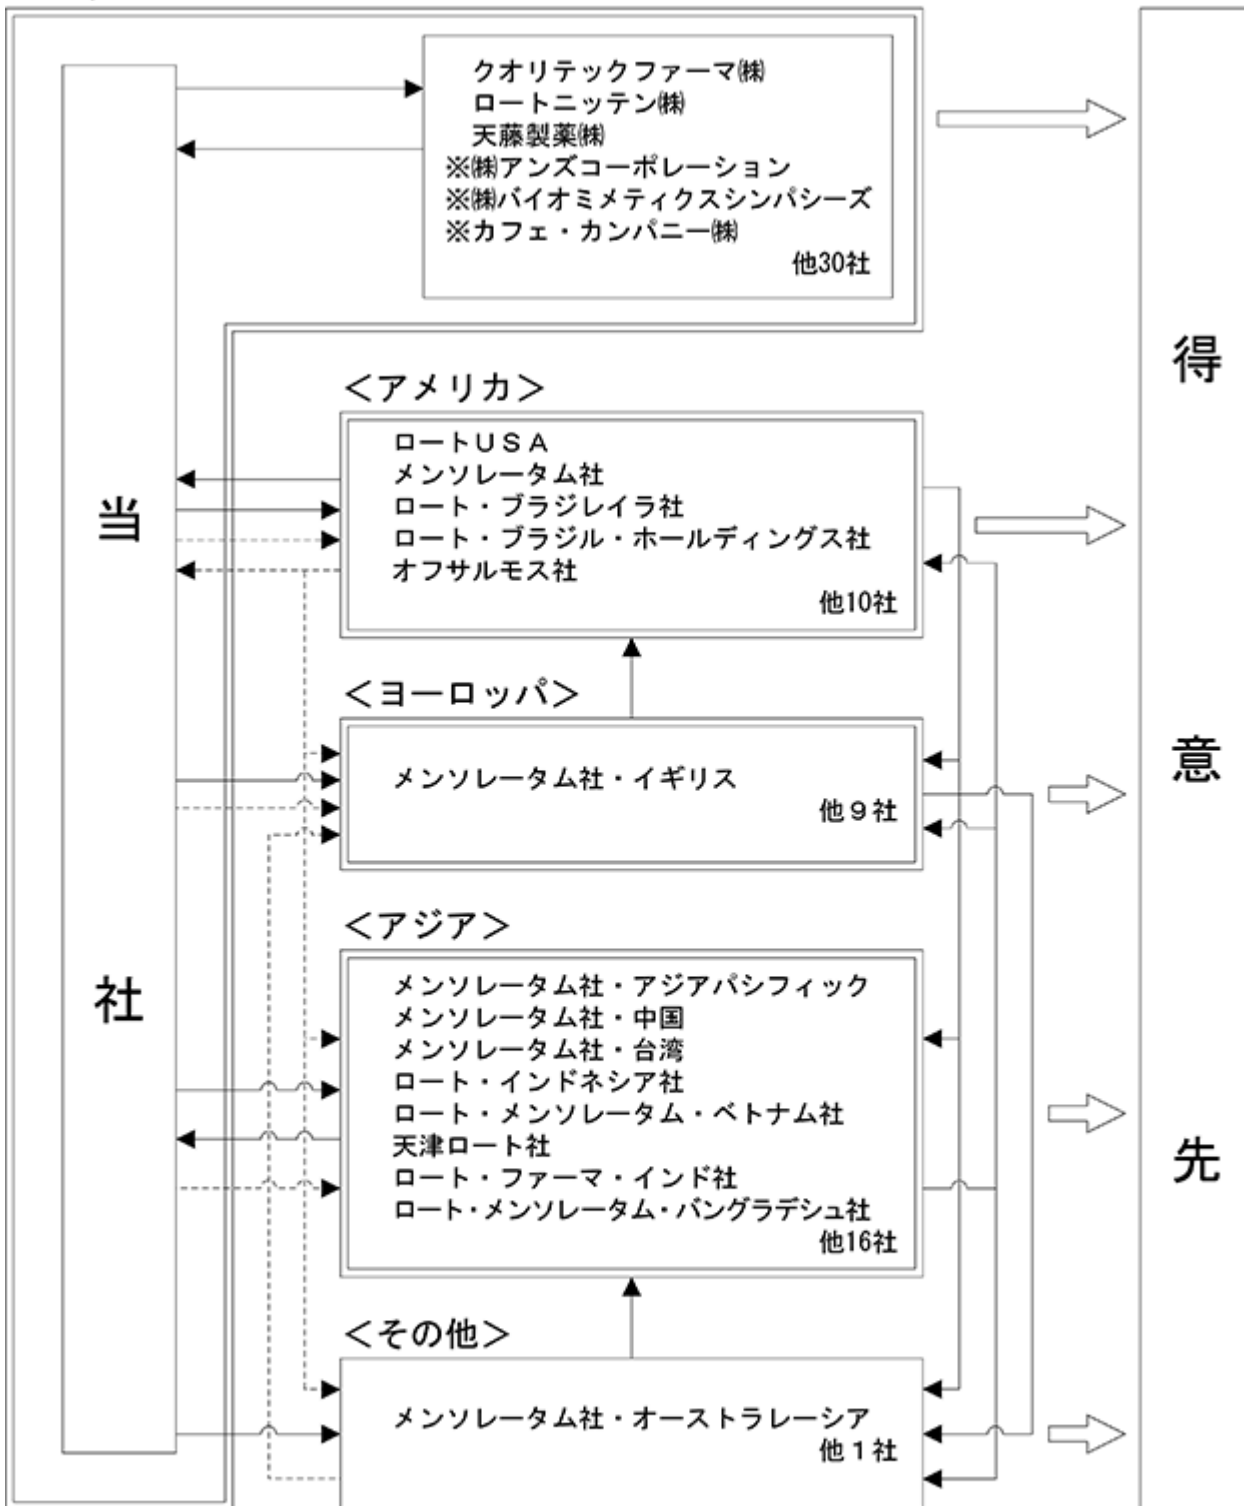 クオリテックファーマ㈱
ロートニッテン㈱
天藤製薬㈱
※㈱アンズコーポレーション
※㈱バイオミメティクスシンパシーズ
※カフェ・カンパニー㈱
他30社
当社
得意先
＜アメリカ＞
ロートＵＳＡ
メンソレータム社
ロート・ブラジレイラ社
ロート・ブラジル・ホールディングス社
オフサルモス社
他10社
＜ヨーロッパ＞
メンソレータム社・イギリス
他９社
＜アジア＞
メンソレータム社・アジアパシフィック
メンソレータム社・中国
メンソレータム社・台湾
ロート・インドネシア社
ロート・メンソレータム・ベトナム社
天津ロート社
ロート・ファーマ・インド社
ロート・メンソレータム・バングラデシュ社
他16社
＜その他＞
メンソレータム社・オーストラレーシア
他１社